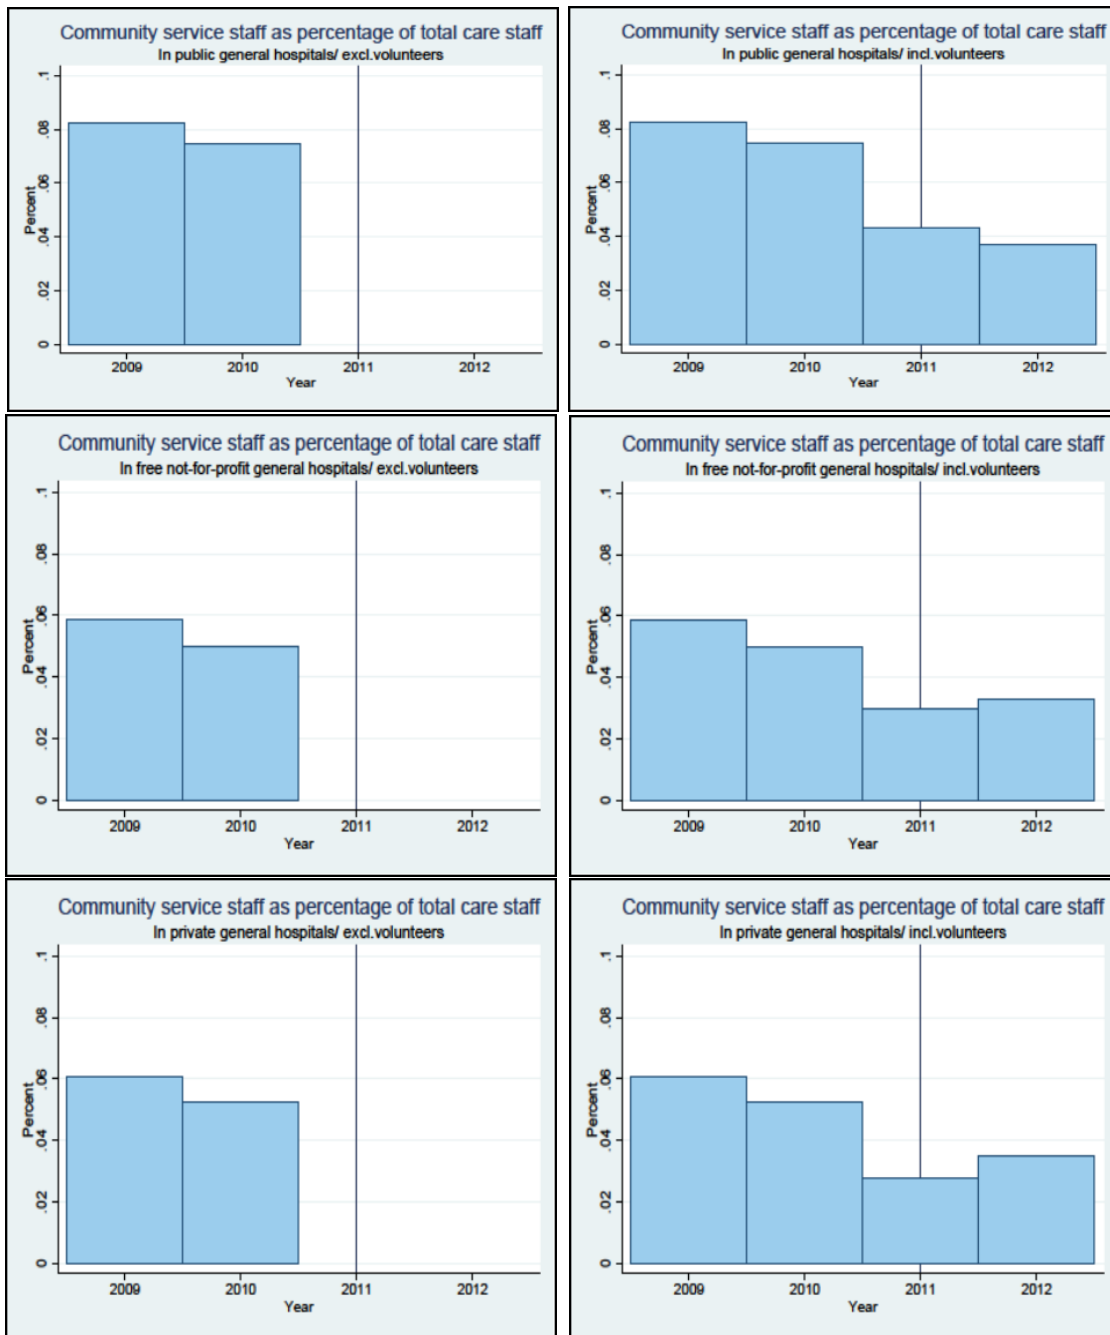 Community service staff as percentage of total care staff
In public general hospitals/ excl.volunteers
.1
.08
.06
.04
.02
0
Percent
2009 2010 2011 2012
Year
Community service staff as percentage of total care staff
In public general hospitals/ incl.volunteers
.1
.08
.06
.04
.02
0
Percent
2009 2010 2011 2012
Year
Community service staff as percentage of total care staff
In free not-for-profit general hospitals/ excl.volunteers
.1
.08
.06
.04
.02
0
Percent
2009 2010 2011 2012
Year
Community service staff as percentage of total care staff
In free not-for-profit general hospitals/ incl.volunteers
.1
.08
.06
.04
.02
0
Percent
2009 2010 2011 2012
Year
Community service staff as percentage of total care staff
In private general hospitals/ excl.volunteers
.1
.08
.06
.04
.02
0
Percent
2009 2010 2011 2012
Year
Community service staff as percentage of total care staff
In private general hospitals/ incl.volunteers
.1
.08
.06
.04
.02
0
Percent
2009 2010 2011 2012
Year